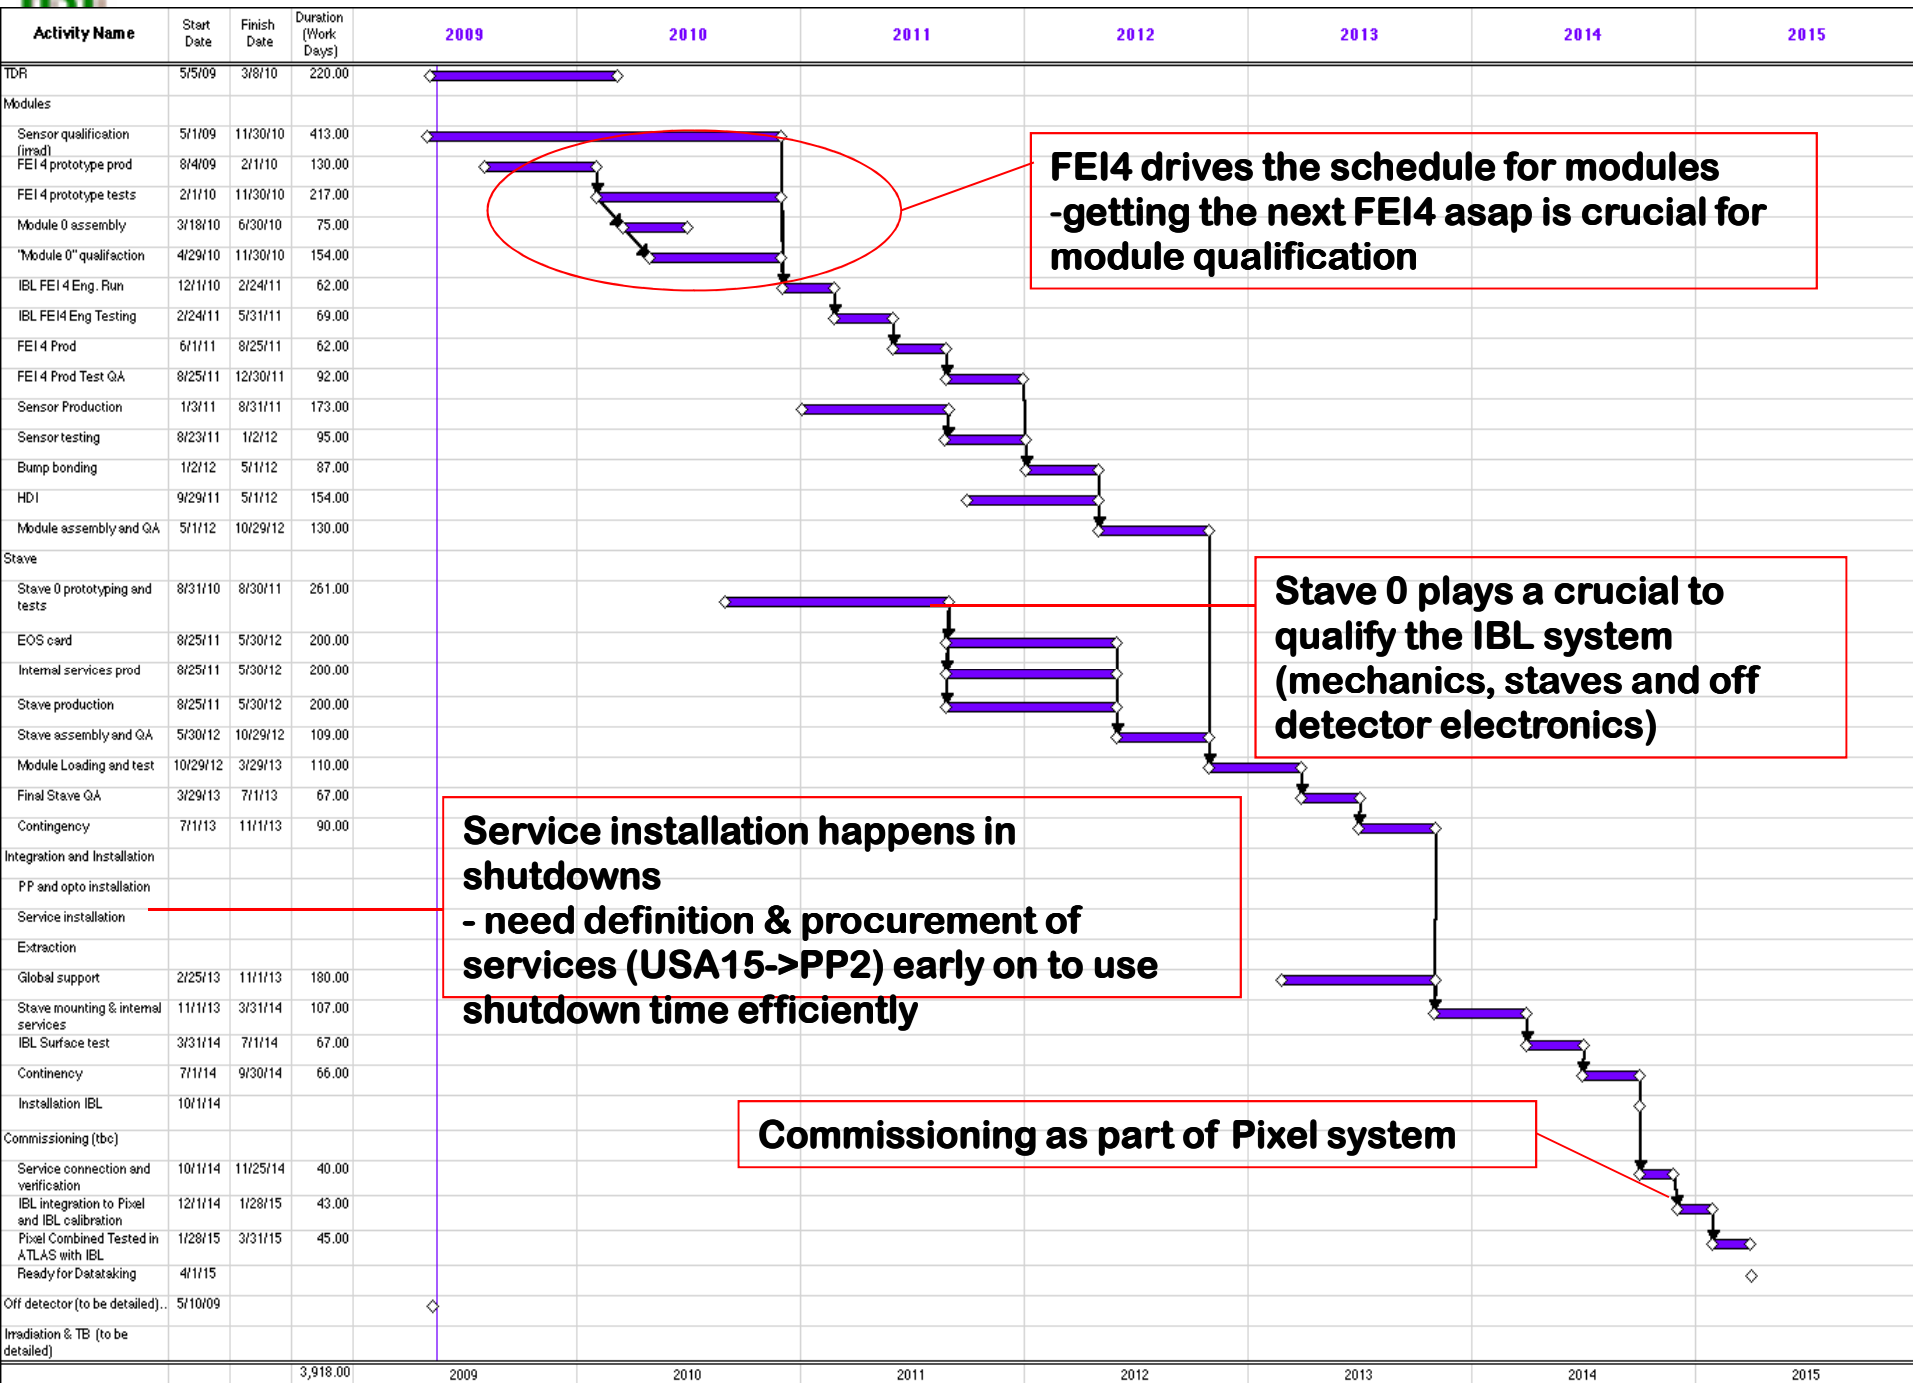 Activity Name Start Date Finish Date Duration (Work Days) 2009 2010 2011 2012 2013 2014 2015
TDR 5/5/09 3/8/10 220.00
Modules
Sensor qualification (irrad) 5/1/09 11/30/10 413.00
FEI4 prototype prod 8/4/09 2/1/10 130.00
FEI4 prototype tests 2/1/10 11/30/10 217.00
Module 0 assembly 3/18/10 6/30/10 75.00
"Module 0" qualifaction 4/29/10 11/30/10 154.00
IBL FEI4 Eng. Run 12/1/10 2/24/11 62.00
IBL FEI4 Eng Testing 2/24/11 5/31/11 69.00
FEI4 Prod 6/1/11 8/25/11 62.00
FEI4 Prod Test QA 8/25/11 12/30/11 92.00
Sensor Production 1/3/11 8/31/11 173.00
Sensor testing 8/23/11 1/2/12 95.00
Bump bonding 1/2/12 5/1/12 87.00
HDI 9/29/11 5/1/12 154.00
Module assembly and QA 5/1/12 10/29/12 130.00
Stave
Stave 0 prototyping and tests 8/31/10 8/30/11 261.00
EOS card 8/25/11 5/30/12 200.00
Internal services prod 8/25/11 5/30/12 200.00
Stave production 8/25/11 5/30/12 200.00
Stave assembly and QA 5/30/12 10/29/12 109.00
Module Loading and test 10/29/12 3/29/13 110.00
Final Stave QA 3/29/13 7/1/13 67.00
Contingency 7/1/13 11/1/13 90.00
Integration and Installation
PP and opto installation
Service installation
Extraction
Global support 2/25/13 11/1/13 180.00
Stave mounting & internal services 11/1/13 3/31/14 107.00
IBL Surface test 3/31/14 7/1/14 67.00
Continency 7/1/14 9/30/14 66.00
Installation IBL 10/1/14
Commissioning (tbc)
Service connection and verification 10/1/14 11/25/14 40.00
IBL integration to Pixel and IBL calibration 12/1/14 1/28/15 43.00
Pixel Combined Tested in ATLAS with IBL 1/28/15 3/31/15 45.00
Ready for Datataking 4/1/15
Off detector (to be detailed).. 5/10/09
Irradiation & TB (to be detailed)
3,918.00 2009 2010 2011 2012 2013 2014 2015
FEI4 drives the schedule for modules
-getting the next FEI4 asap is crucial for
module qualification
Stave 0 plays a crucial to
qualify the IBL system
(mechanics, staves and off
detector electronics)
Service installation happens in
shutdowns
- need definition & procurement of
services (USA15->PP2) early on to use
shutdown time efficiently
Commissioning as part of Pixel system